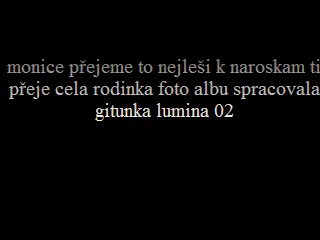 monice přejeme to nejleši k naroskam ti
přeje cela rodinka foto albu spracovala
gitunka lumina 02